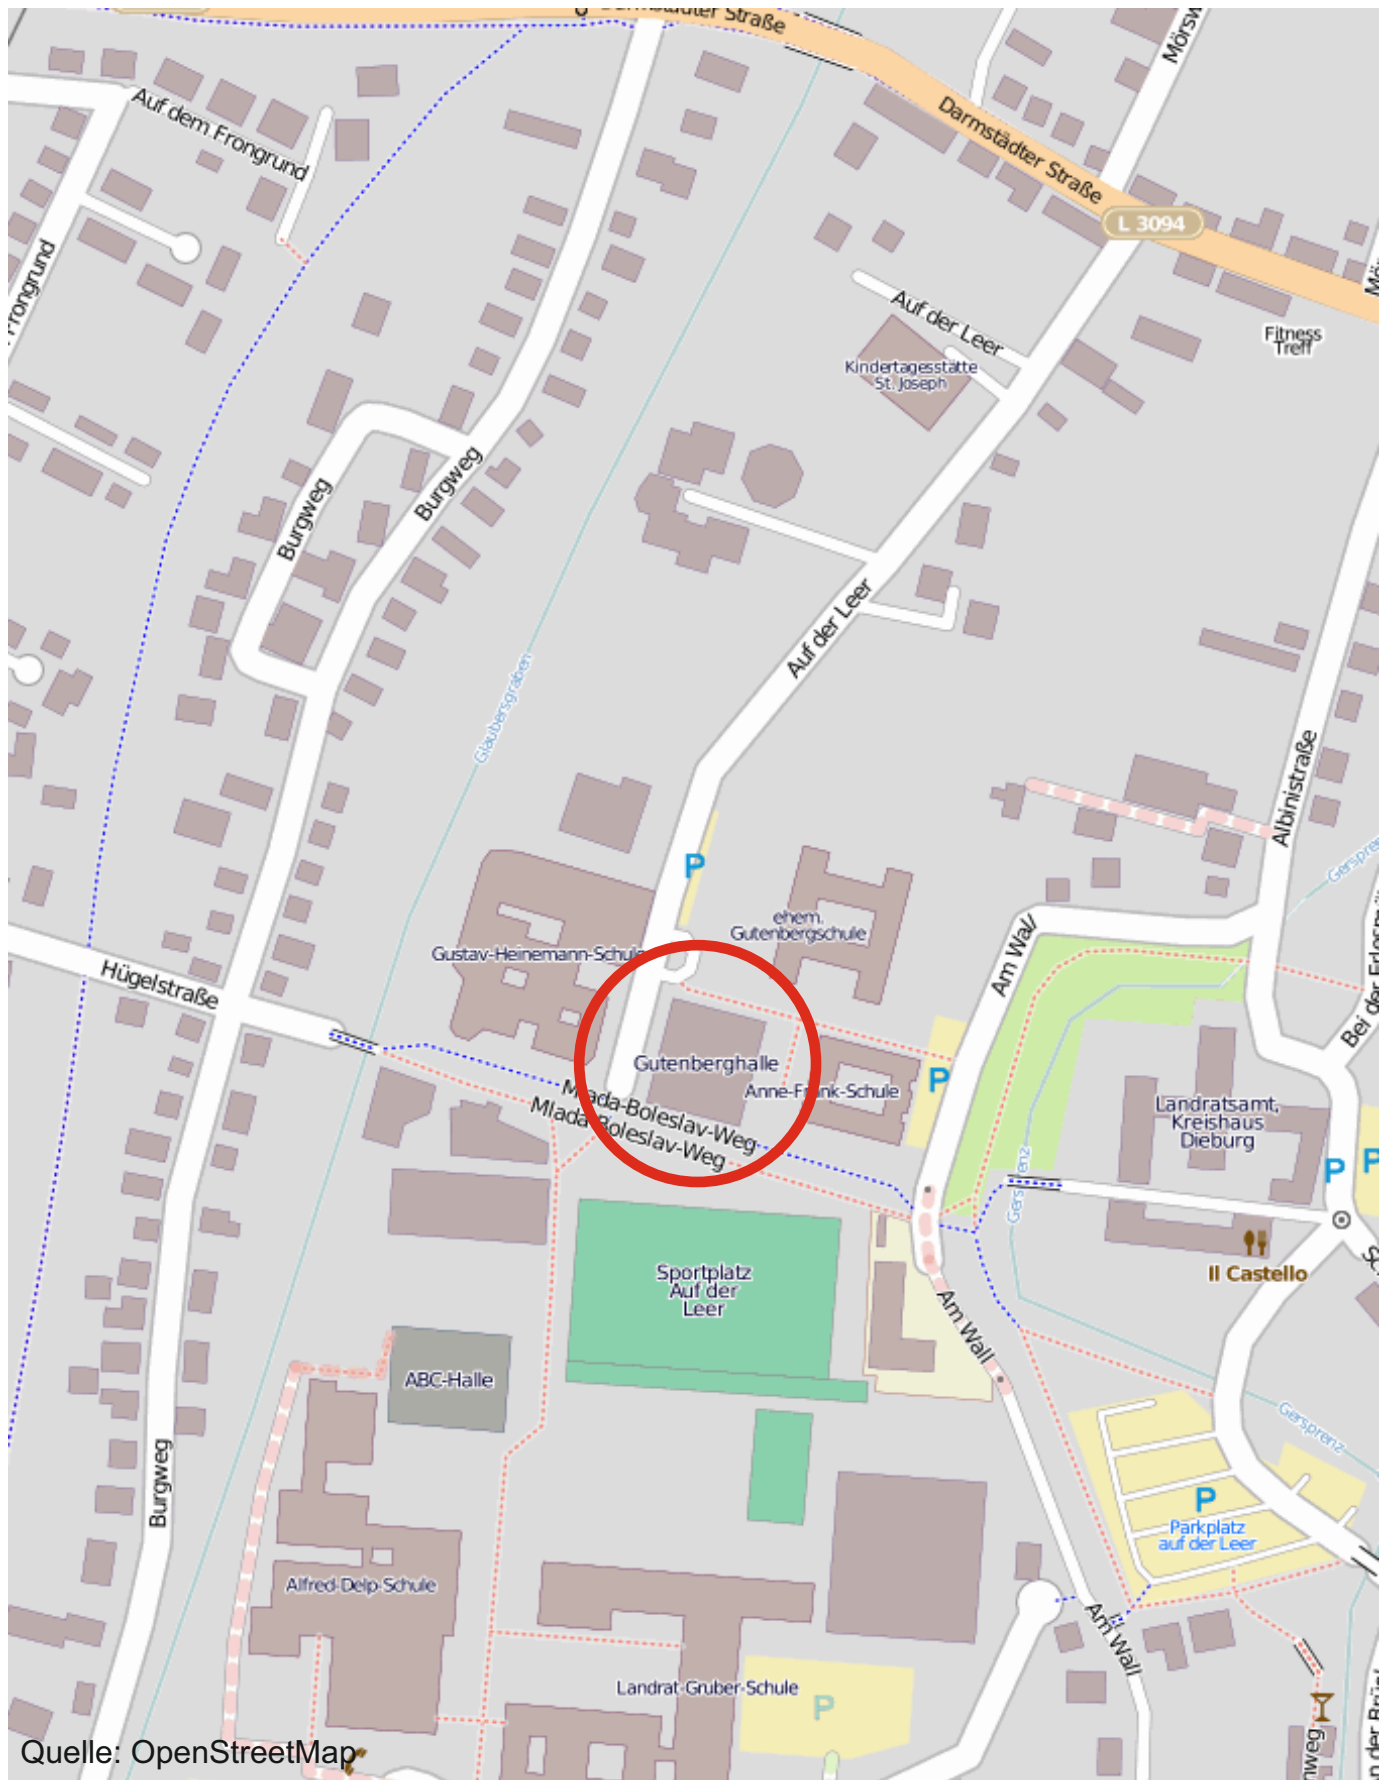 Darmstädter Straße
Auf dem Frongrund
Darmstädter Straße
L 3094
Frongrund
Auf der Leer
Fitness
Treff
Kindertagesstätte
St. Joseph
Burgweg
Burgweg
Auf der Leer
Glaubersgraben
Albinistraße
P
ehem.
Gutenbergschule
Gustav-Heinemann-Schule
Am Wall
Hügelstraße
Gutenberghalle
Anne-Frank-Schule
P
Mlada-Boleslav-Weg
Mlada-Boleslav-Weg
Landratsamt,
Kreishaus
Dieburg
P
P
Gersprenz
Il Castello
Sportplatz
Auf der
Leer
Am Wall
ABC-Halle
Gersprenz
Burgweg
P
Parkplatz
auf der Leer
Alfred-Delp-Schule
Am Wall
Landrat-Gruber-Schule
P
Quelle: OpenStreetMap